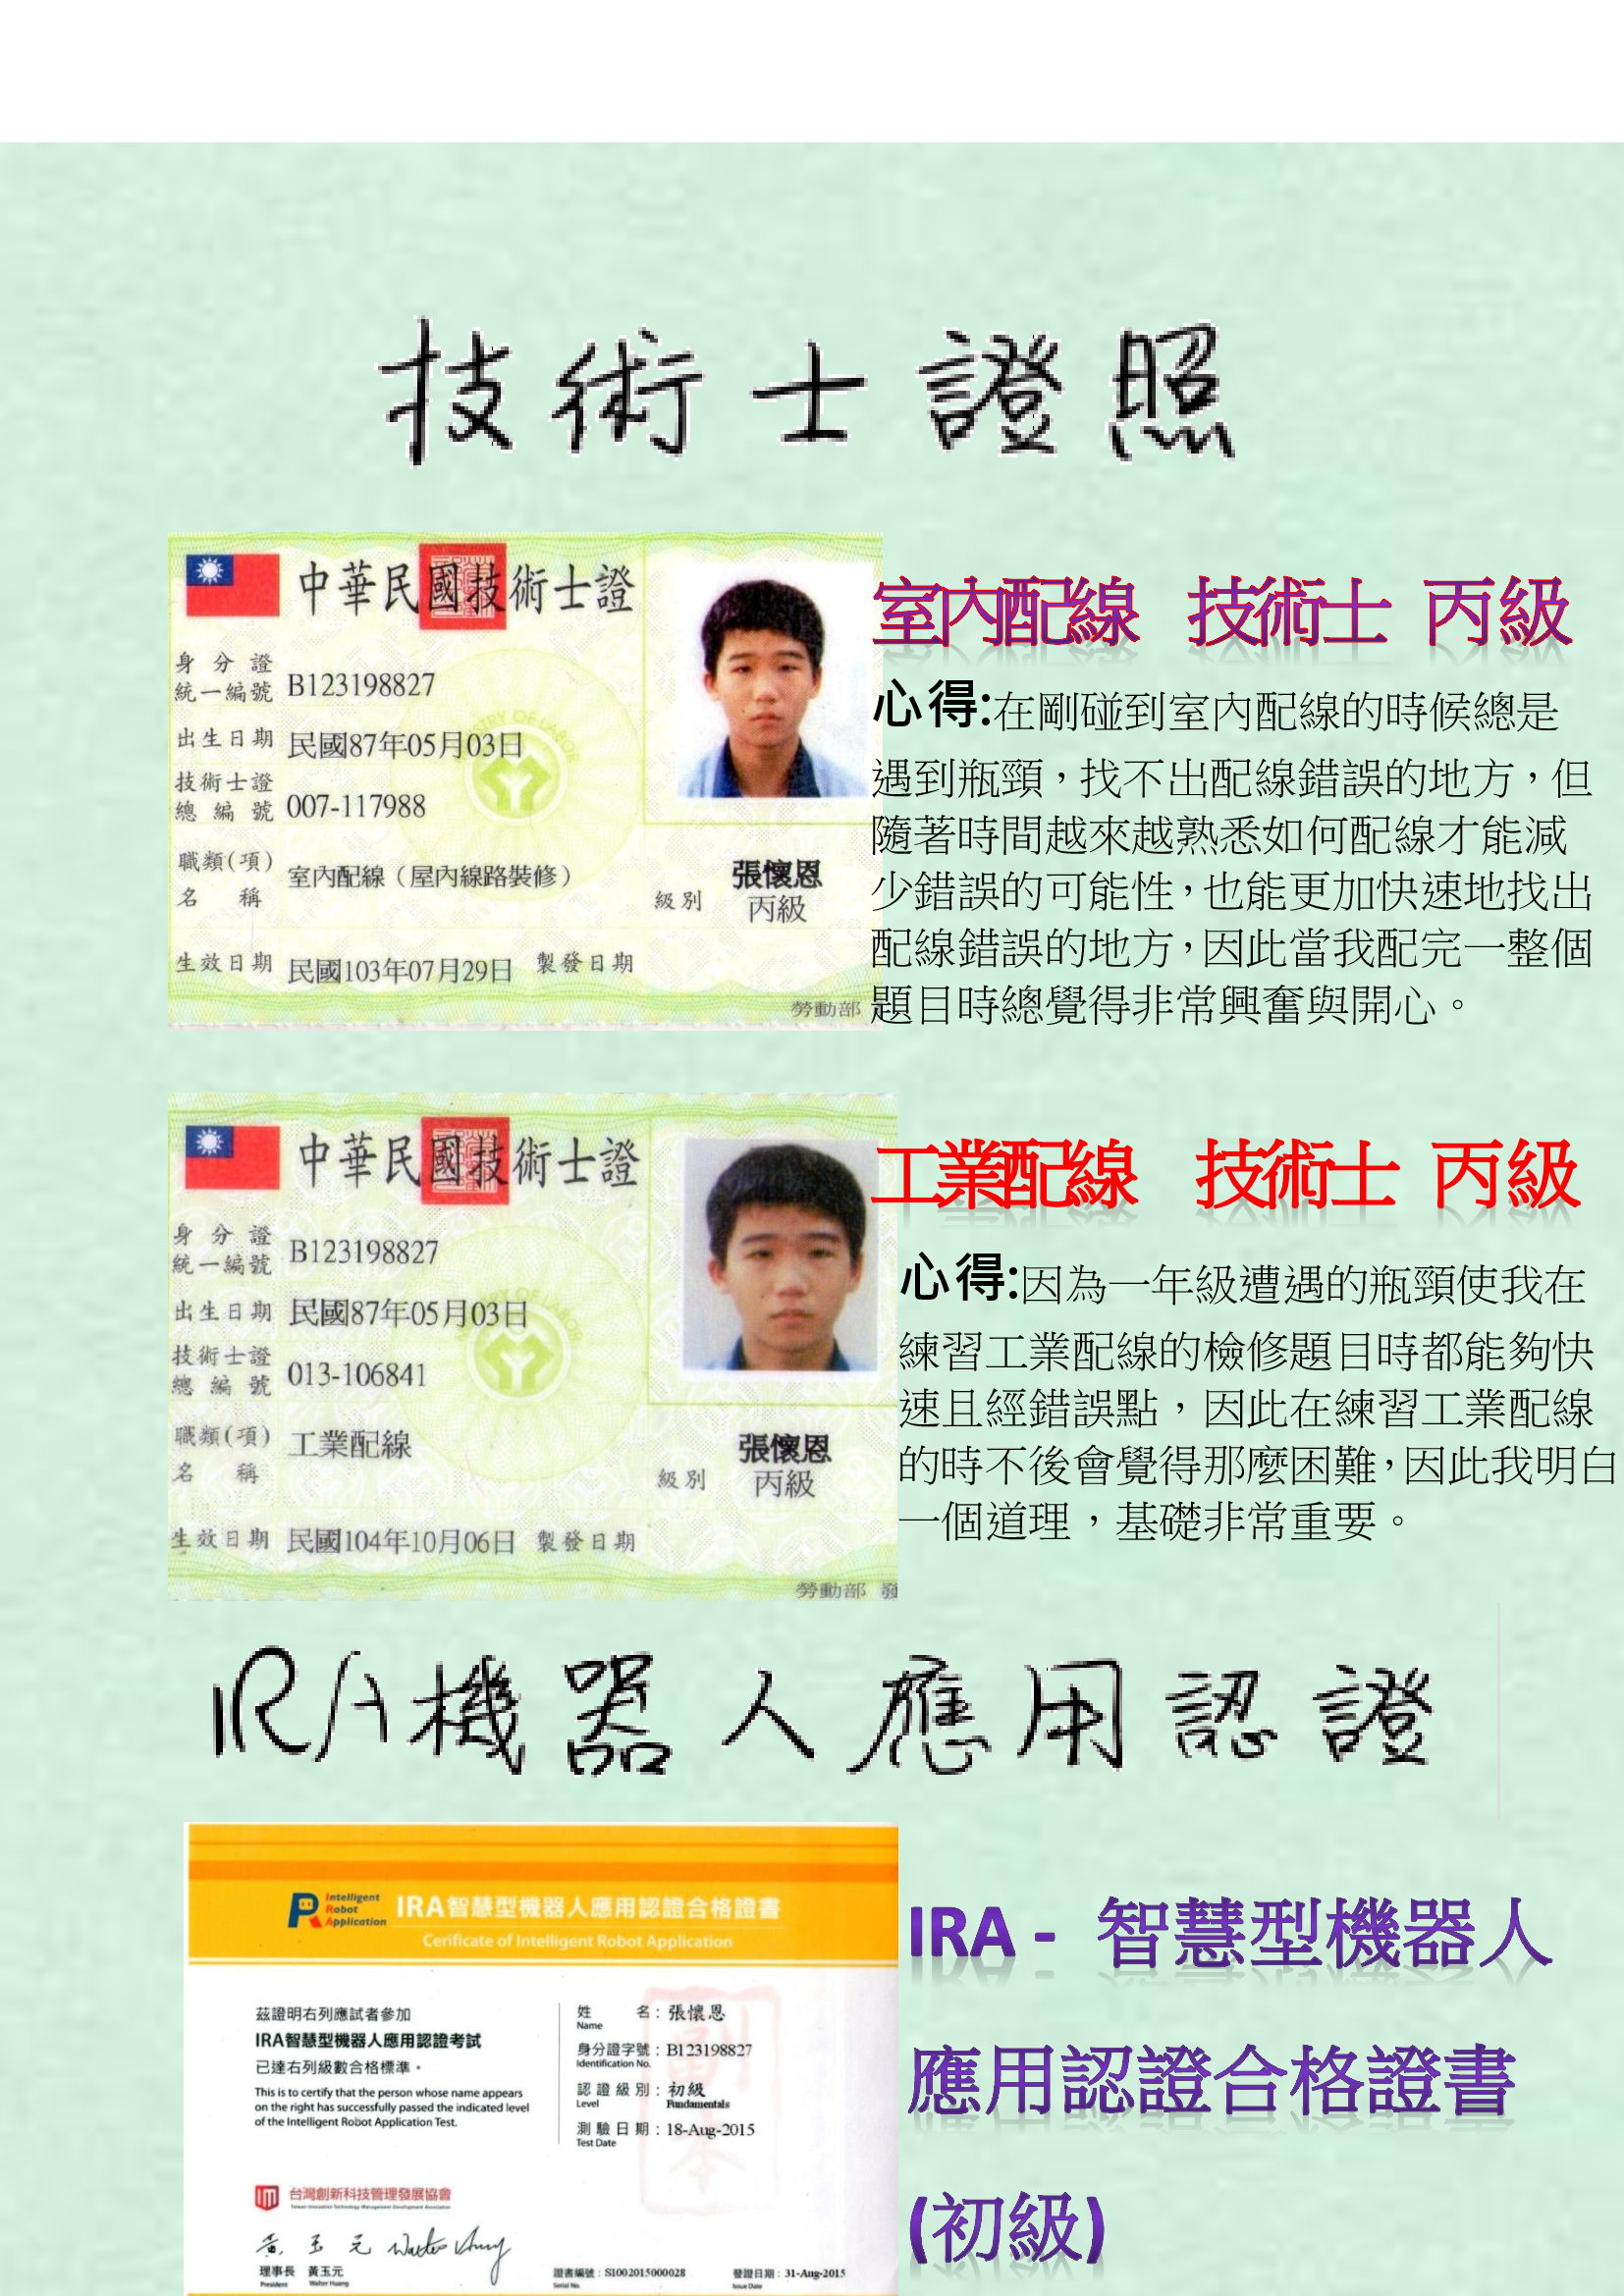 技術士證照
中華民國技術士證
身分證
統一編號 B123198827
出生日期 民國87年05月03日
技術士證
總編號 007-117988
職類(項)
名稱 室內配線（屋內線路裝修）
張懷恩
級別 丙級
生效日期 民國103年07月29日 製發日期
勞動部
室內配線 技術士 丙級
心得:在剛碰到室內配線的時候總是
遇到瓶頸，找不出配線錯誤的地方，但
隨著時間越來越熟悉如何配線才能減
少錯誤的可能性，也能更加快速地找出
配線錯誤的地方，因此當我配完一整個
題目時總覺得非常興奮與開心。
中華民國技術士證
身分證
統一編號 B123198827
出生日期 民國87年05月03日
技術士證
總編號 013-106841
職類(項)
名稱 工業配線
張懷恩
級別 丙級
生效日期 民國104年10月06日 製發日期
勞動部 發
工業配線 技術士 丙級
心得:因為一年級遭遇的瓶頸使我在
練習工業配線的檢修題目時都能夠快
速且經錯誤點，因此在練習工業配線
的時不後會覺得那麼困難，因此我明白
一個道理，基礎非常重要。
IRA機器人應用認證
Intelligent
Robot
Application
IRA智慧型機器人應用認證合格證書
Cerificate of Intelligent Robot Application
茲證明右列應試者參加
IRA智慧型機器人應用認證考試
已達右列級數合格標準。
This is to certify that the person whose name appears
on the right has successfully passed the indicated level
of the Intelligent Robot Application Test.
姓名：張懷恩
Name
身分證字號：B123198827
Identification No.
認證級別：初級
Level Fundamentals
測驗日期：18-Aug-2015
Test Date
副本
台灣創新科技管理發展協會
Taiwan Innovation Technology Management Development Association
黃玉元 Walter Huang
理事長 黃玉元
President Walter Huang
證書編號：S1002015000028
Serial No.
發證日期：31-Aug-2015
Issue Date
IRA - 智慧型機器人
應用認證合格證書
(初級)